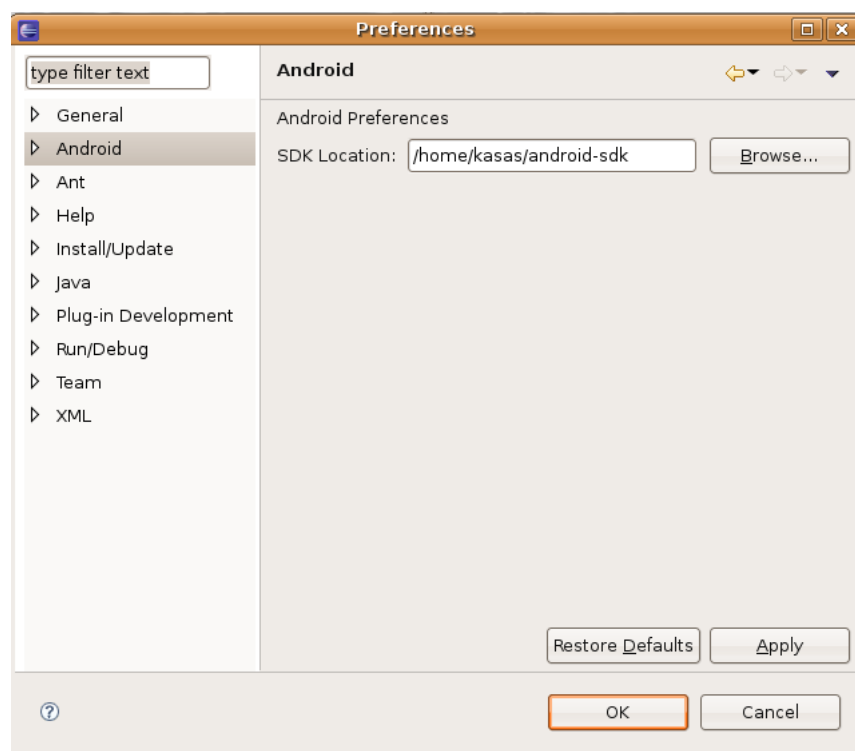 Preferences
type filter text
General
Android
Ant
Help
Install/Update
Java
Plug-in Development
Run/Debug
Team
XML
Android
Android Preferences
SDK Location: /home/kasas/android-sdk Browse...
Restore Defaults Apply
OK Cancel